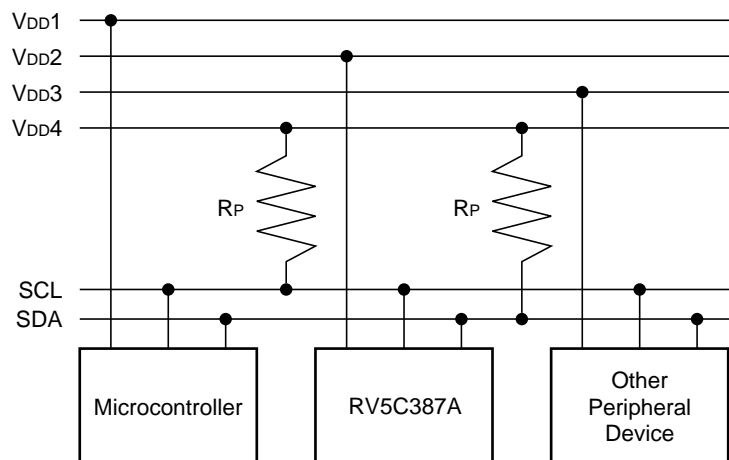 VDD1
VDD2
VDD3
VDD4
RP
RP
SCL
SDA
Microcontroller
RV5C387A
Other
Peripheral
Device